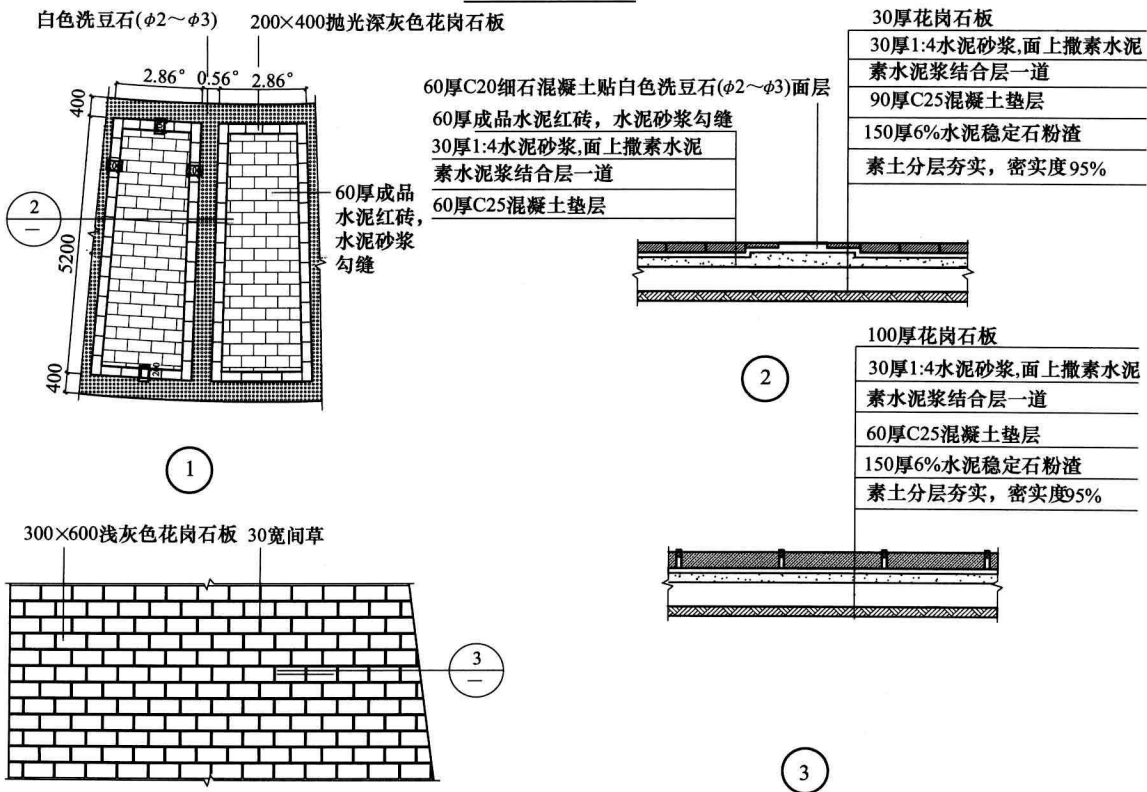 白色洗豆石(φ2～φ3)
200×400抛光深灰色花岗石板
2.86° 0.56° 2.86°
400
5200
400
200
2
—
60厚成品
水泥红砖,
水泥砂浆
勾缝
1
60厚C20细石混凝土贴白色洗豆石(φ2～φ3)面层
60厚成品水泥红砖，水泥砂浆勾缝
30厚1:4水泥砂浆,面上撒素水泥
素水泥浆结合层一道
60厚C25混凝土垫层
30厚花岗石板
30厚1:4水泥砂浆,面上撒素水泥
素水泥浆结合层一道
90厚C25混凝土垫层
150厚6%水泥稳定石粉渣
素土分层夯实，密实度95%
2
300×600浅灰色花岗石板 30宽间草
3
—
100厚花岗石板
30厚1:4水泥砂浆,面上撒素水泥
素水泥浆结合层一道
60厚C25混凝土垫层
150厚6%水泥稳定石粉渣
素土分层夯实，密实度95%
3